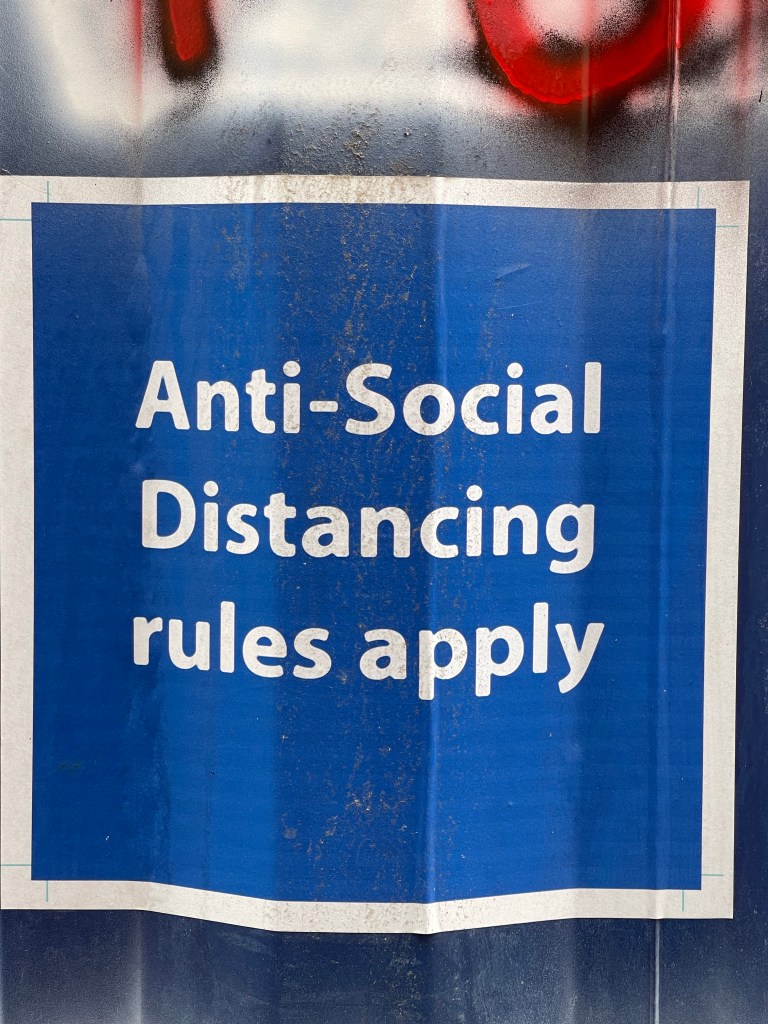 Anti-Social
Distancing
rules apply